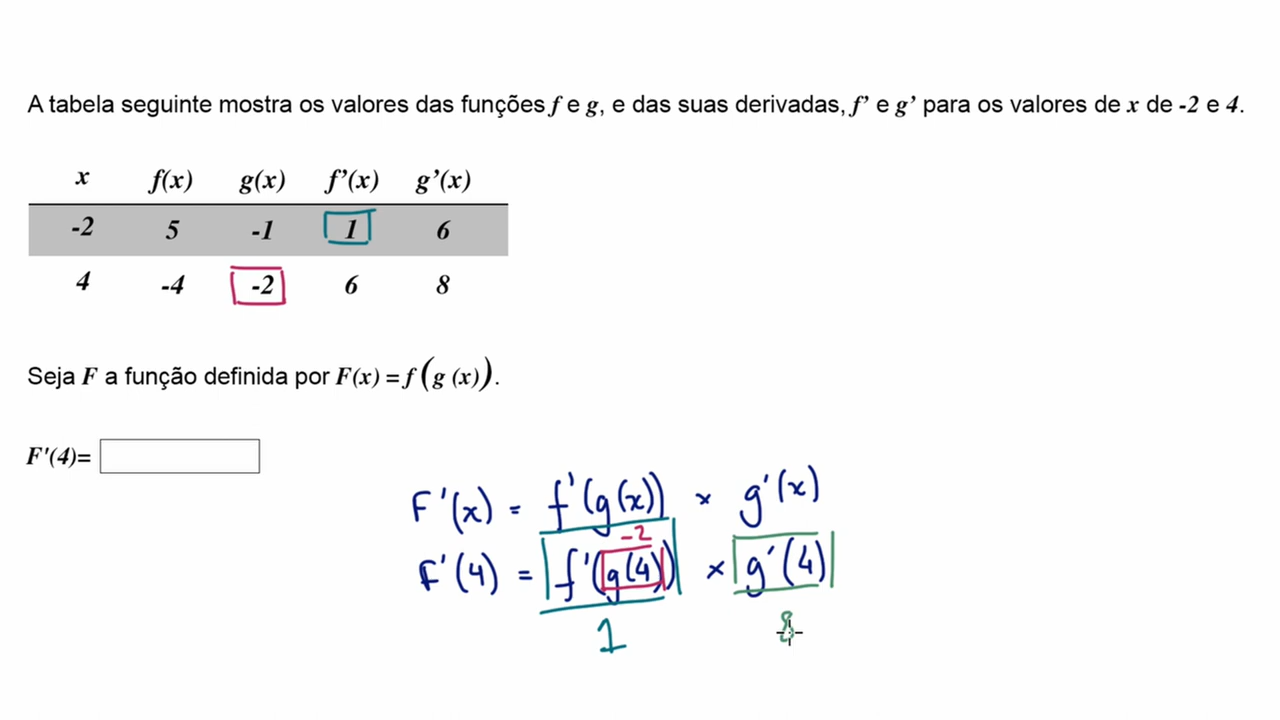 A tabela seguinte mostra os valores das funções f e g, e das suas derivadas, f’ e g’ para os valores de x de -2 e 4.
x f(x) g(x) f’(x) g’(x)
-2 5 -1 1 6
4 -4 -2 6 8
Seja F a função definida por F(x) = f (g (x)).
F'(4)=
F'(x) = f'(g(x)) × g'(x)
-2
F'(4) = f'(g(4)) × g'(4)
1 8